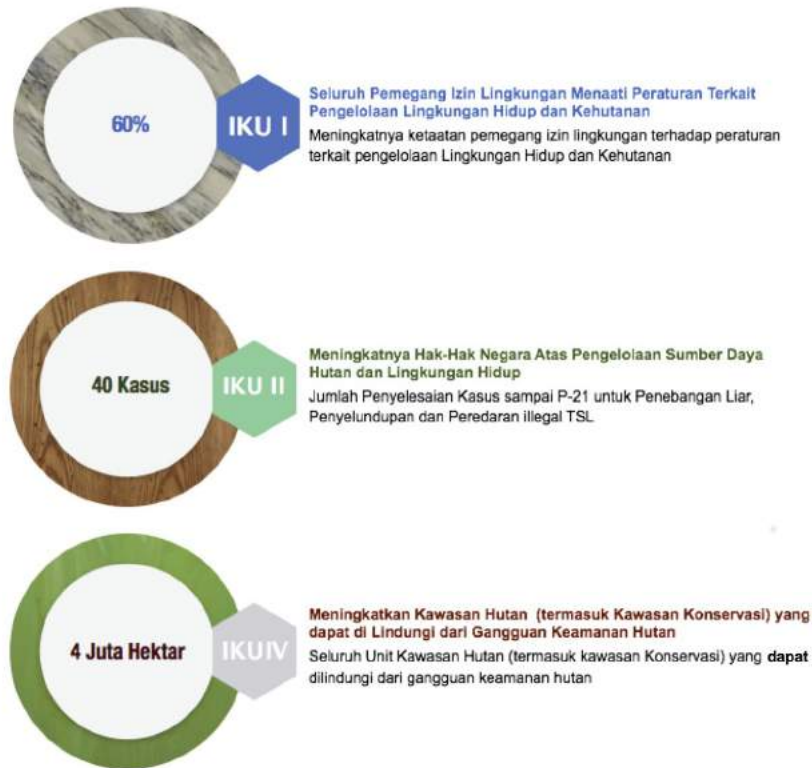 60%
IKU I
Seluruh Pemegang Izin Lingkungan Menaati Peraturan Terkait
Pengelolaan Lingkungan Hidup dan Kehutanan
Meningkatnya ketaatan pemegang izin lingkungan terhadap peraturan
terkait pengelolaan Lingkungan Hidup dan Kehutanan
40 Kasus
IKU II
Meningkatnya Hak-Hak Negara Atas Pengelolaan Sumber Daya
Hutan dan Lingkungan Hidup
Jumlah Penyelesaian Kasus sampai P-21 untuk Penebangan Liar,
Penyelundupan dan Peredaran illegal TSL
4 Juta Hektar
IKUIV
Meningkatkan Kawasan Hutan (termasuk Kawasan Konservasi) yang
dapat di Lindungi dari Gangguan Keamanan Hutan
Seluruh Unit Kawasan Hutan (termasuk kawasan Konservasi) yang dapat
dilindungi dari gangguan keamanan hutan